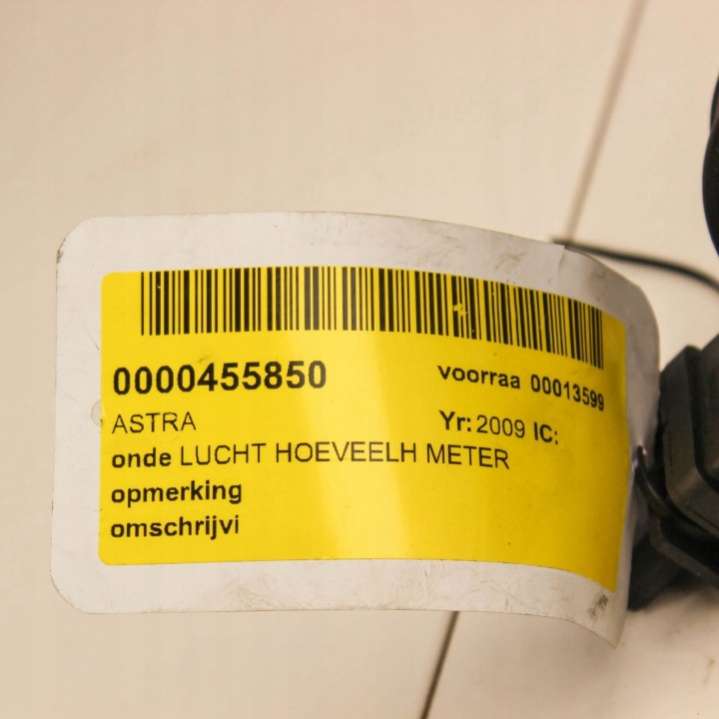 0000455850 voorraa 00013599
ASTRA Yr: 2009 IC:
onde LUCHT HOEVEELH METER
opmerking
omschrijvi